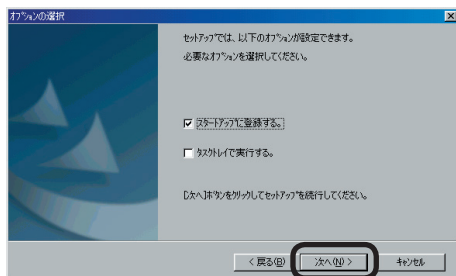 オプションの選択
セットアップでは、以下のオプションが設定できます。
必要なオプションを選択してください。
スタートアップに登録する。
タスクトレイで実行する。
[次へ]ボタンをクリックしてセットアップを続行してください。
< 戻る(B)
次へ(N) >
キャンセル